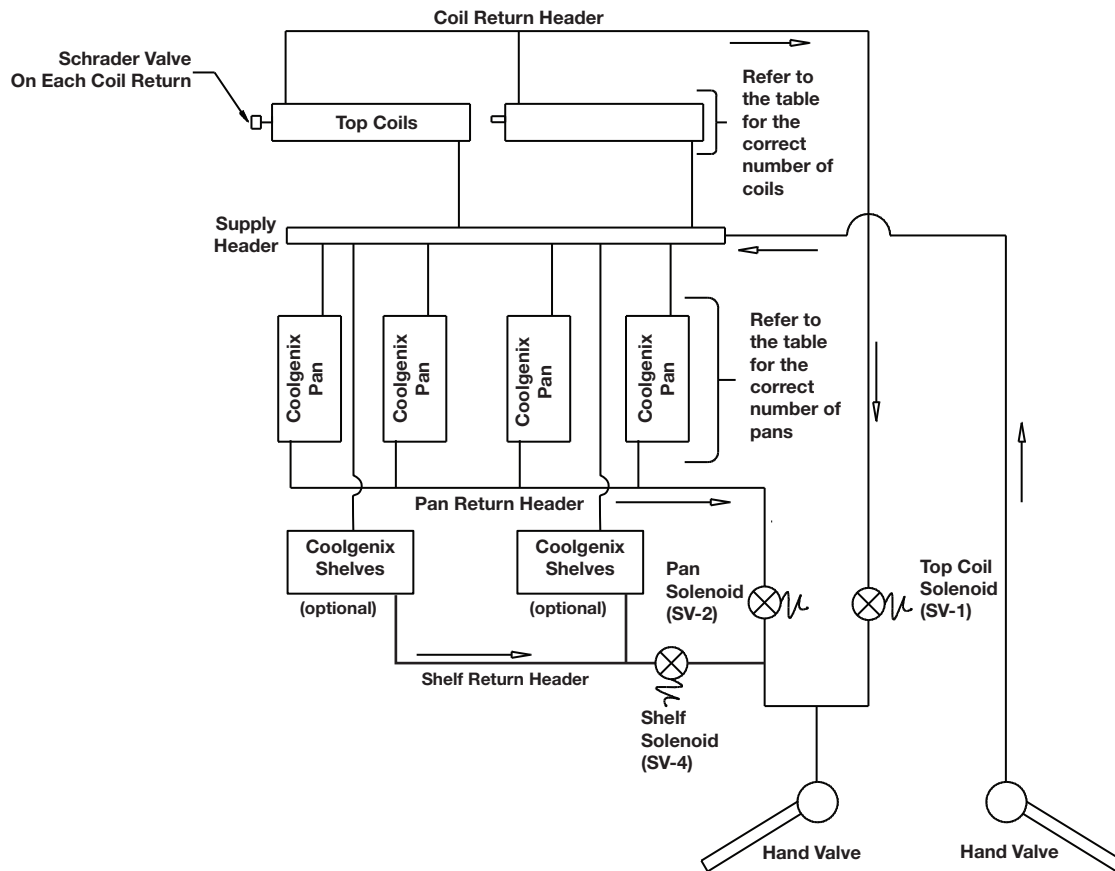 Coil Return Header
Schrader Valve
On Each Coil Return
Top Coils
Refer to
the table
for the
correct
number of
coils
Supply
Header
Coolgenix
Pan
Coolgenix
Pan
Coolgenix
Pan
Coolgenix
Pan
Refer to
the table
for the
correct
number of
pans
Pan Return Header
Coolgenix
Shelves
(optional)
Coolgenix
Shelves
(optional)
Pan
Solenoid
(SV-2)
Top Coil
Solenoid
(SV-1)
Shelf Return Header
Shelf
Solenoid
(SV-4)
Hand Valve
Hand Valve